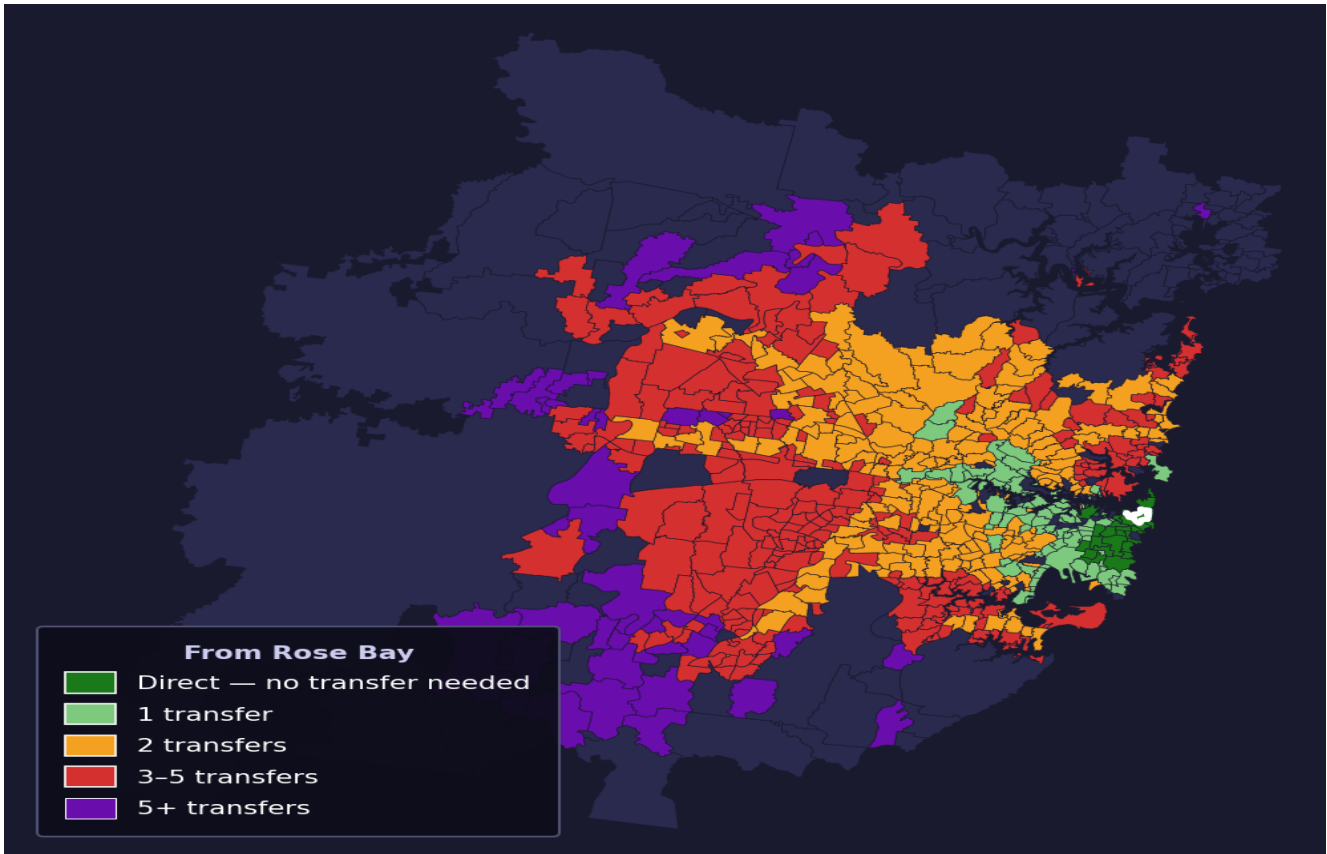 From Rose Bay
Direct — no transfer needed
1 transfer
2 transfers
3–5 transfers
5+ transfers